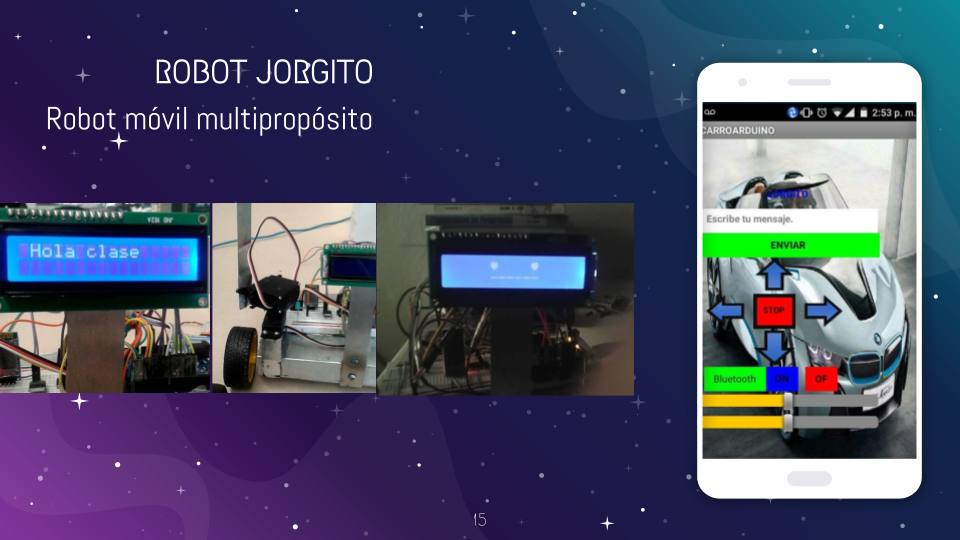 ROBOT JORGITO
Robot móvil multipropósito
Hola clase
2:53 p. m.
CARROARDUINO
Escribe tu mensaje.
ENVIAR
STOP
Bluetooth
ON
OF
15